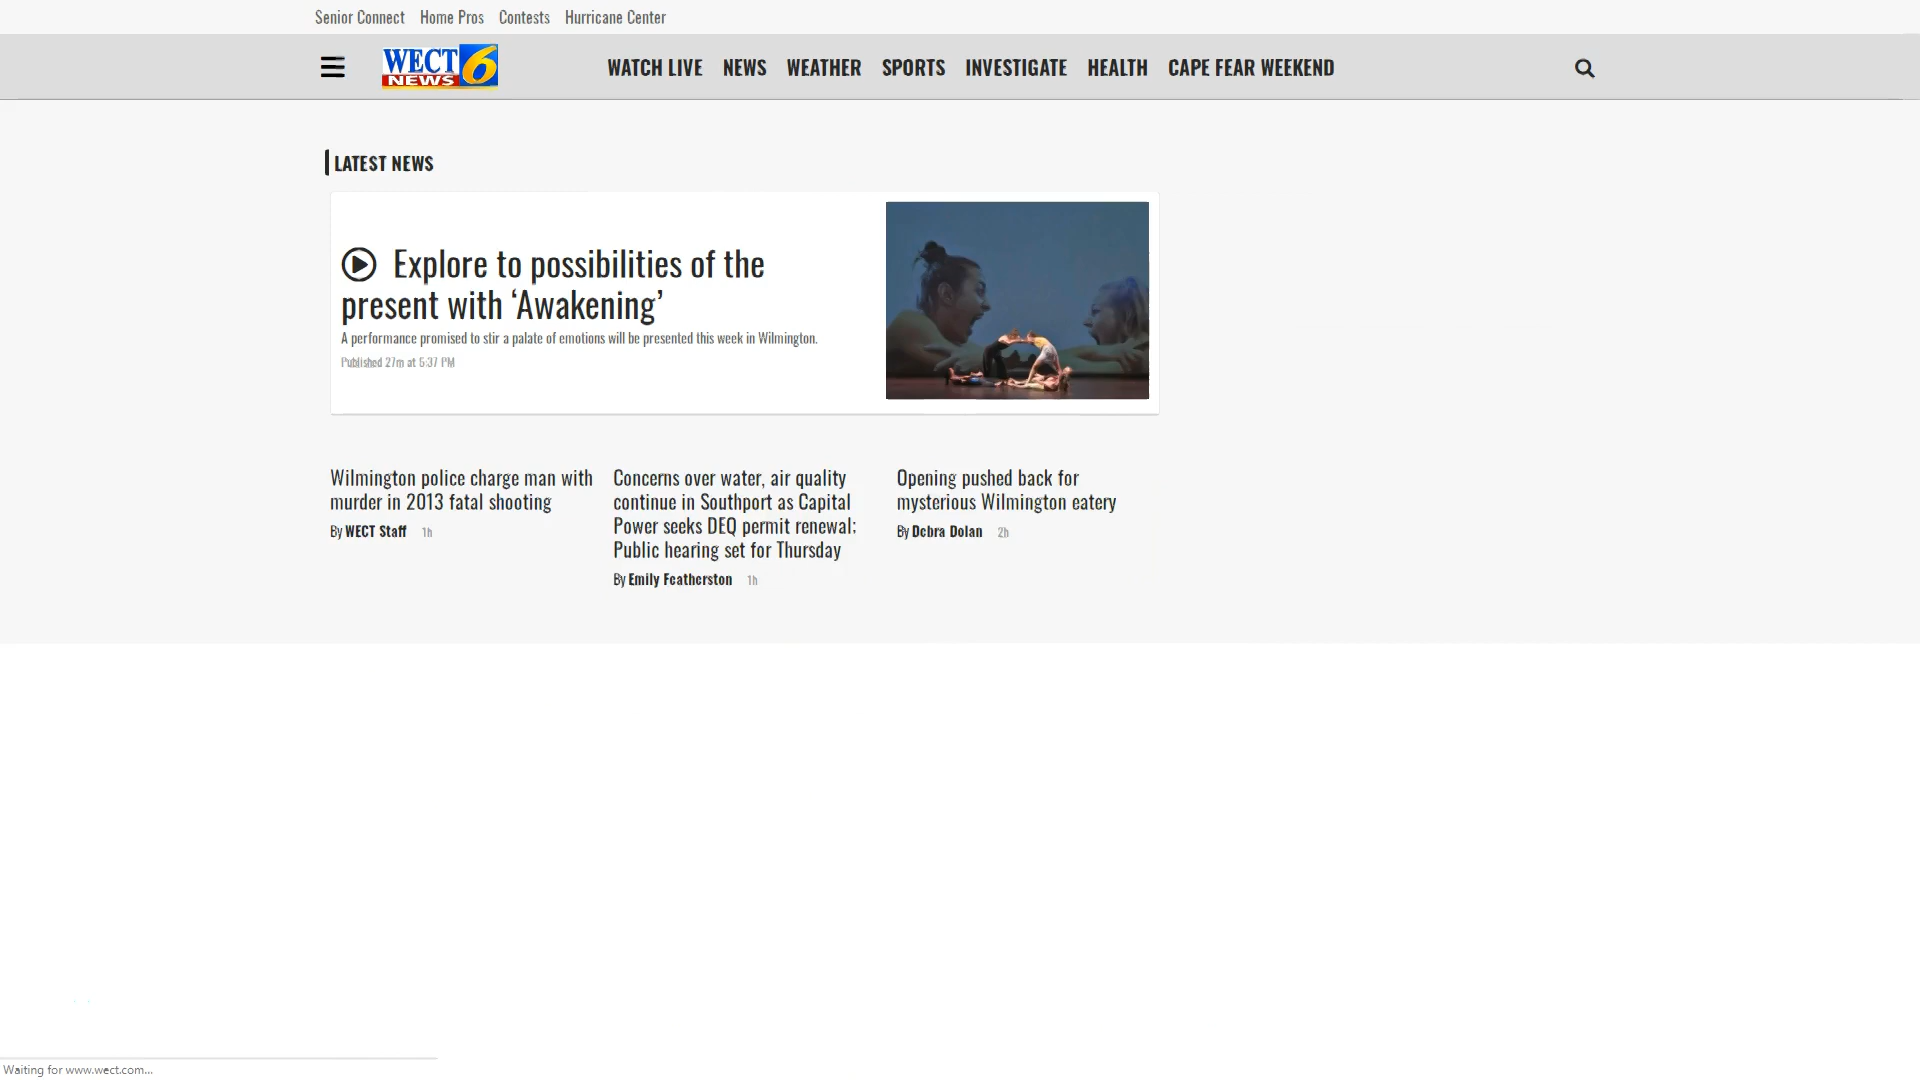 Senior Connect Home Pros Contests Hurricane Center
WECT 6
NEWS
WATCH LIVE NEWS WEATHER SPORTS INVESTIGATE HEALTH CAPE FEAR WEEKEND
LATEST NEWS
Explore to possibilities of the
present with ‘Awakening’
A performance promised to stir a palate of emotions will be presented this week in Wilmington.
Published 27m at 5:37 PM
Wilmington police charge man with
murder in 2013 fatal shooting
By WECT Staff 1h
Concerns over water, air quality
continue in Southport as Capital
Power seeks DEQ permit renewal;
Public hearing set for Thursday
By Emily Featherston 1h
Opening pushed back for
mysterious Wilmington eatery
By Debra Dolan 2h
Waiting for www.wect.com...